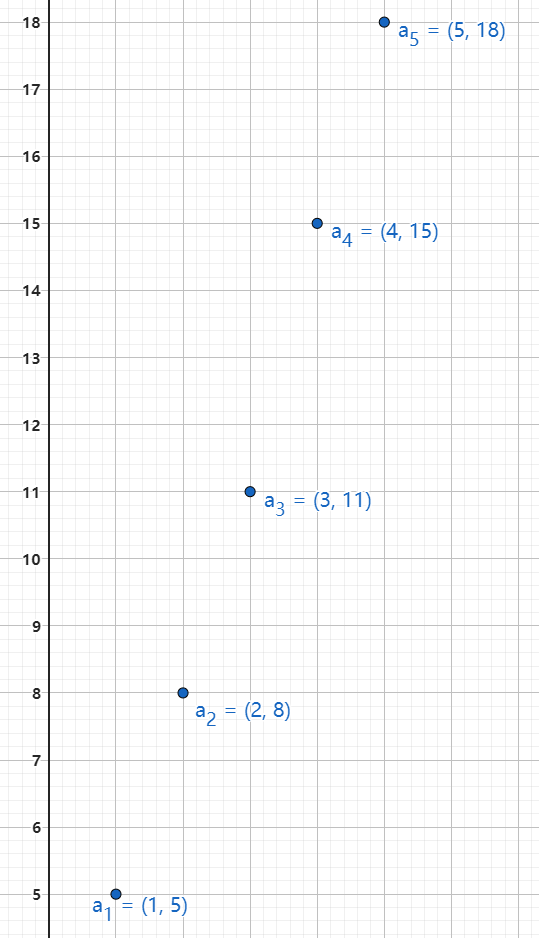 18
a5 = (5, 18)
17
16
15
a4 = (4, 15)
14
13
12
11
a3 = (3, 11)
10
9
8
a2 = (2, 8)
7
6
5
a1 = (1, 5)